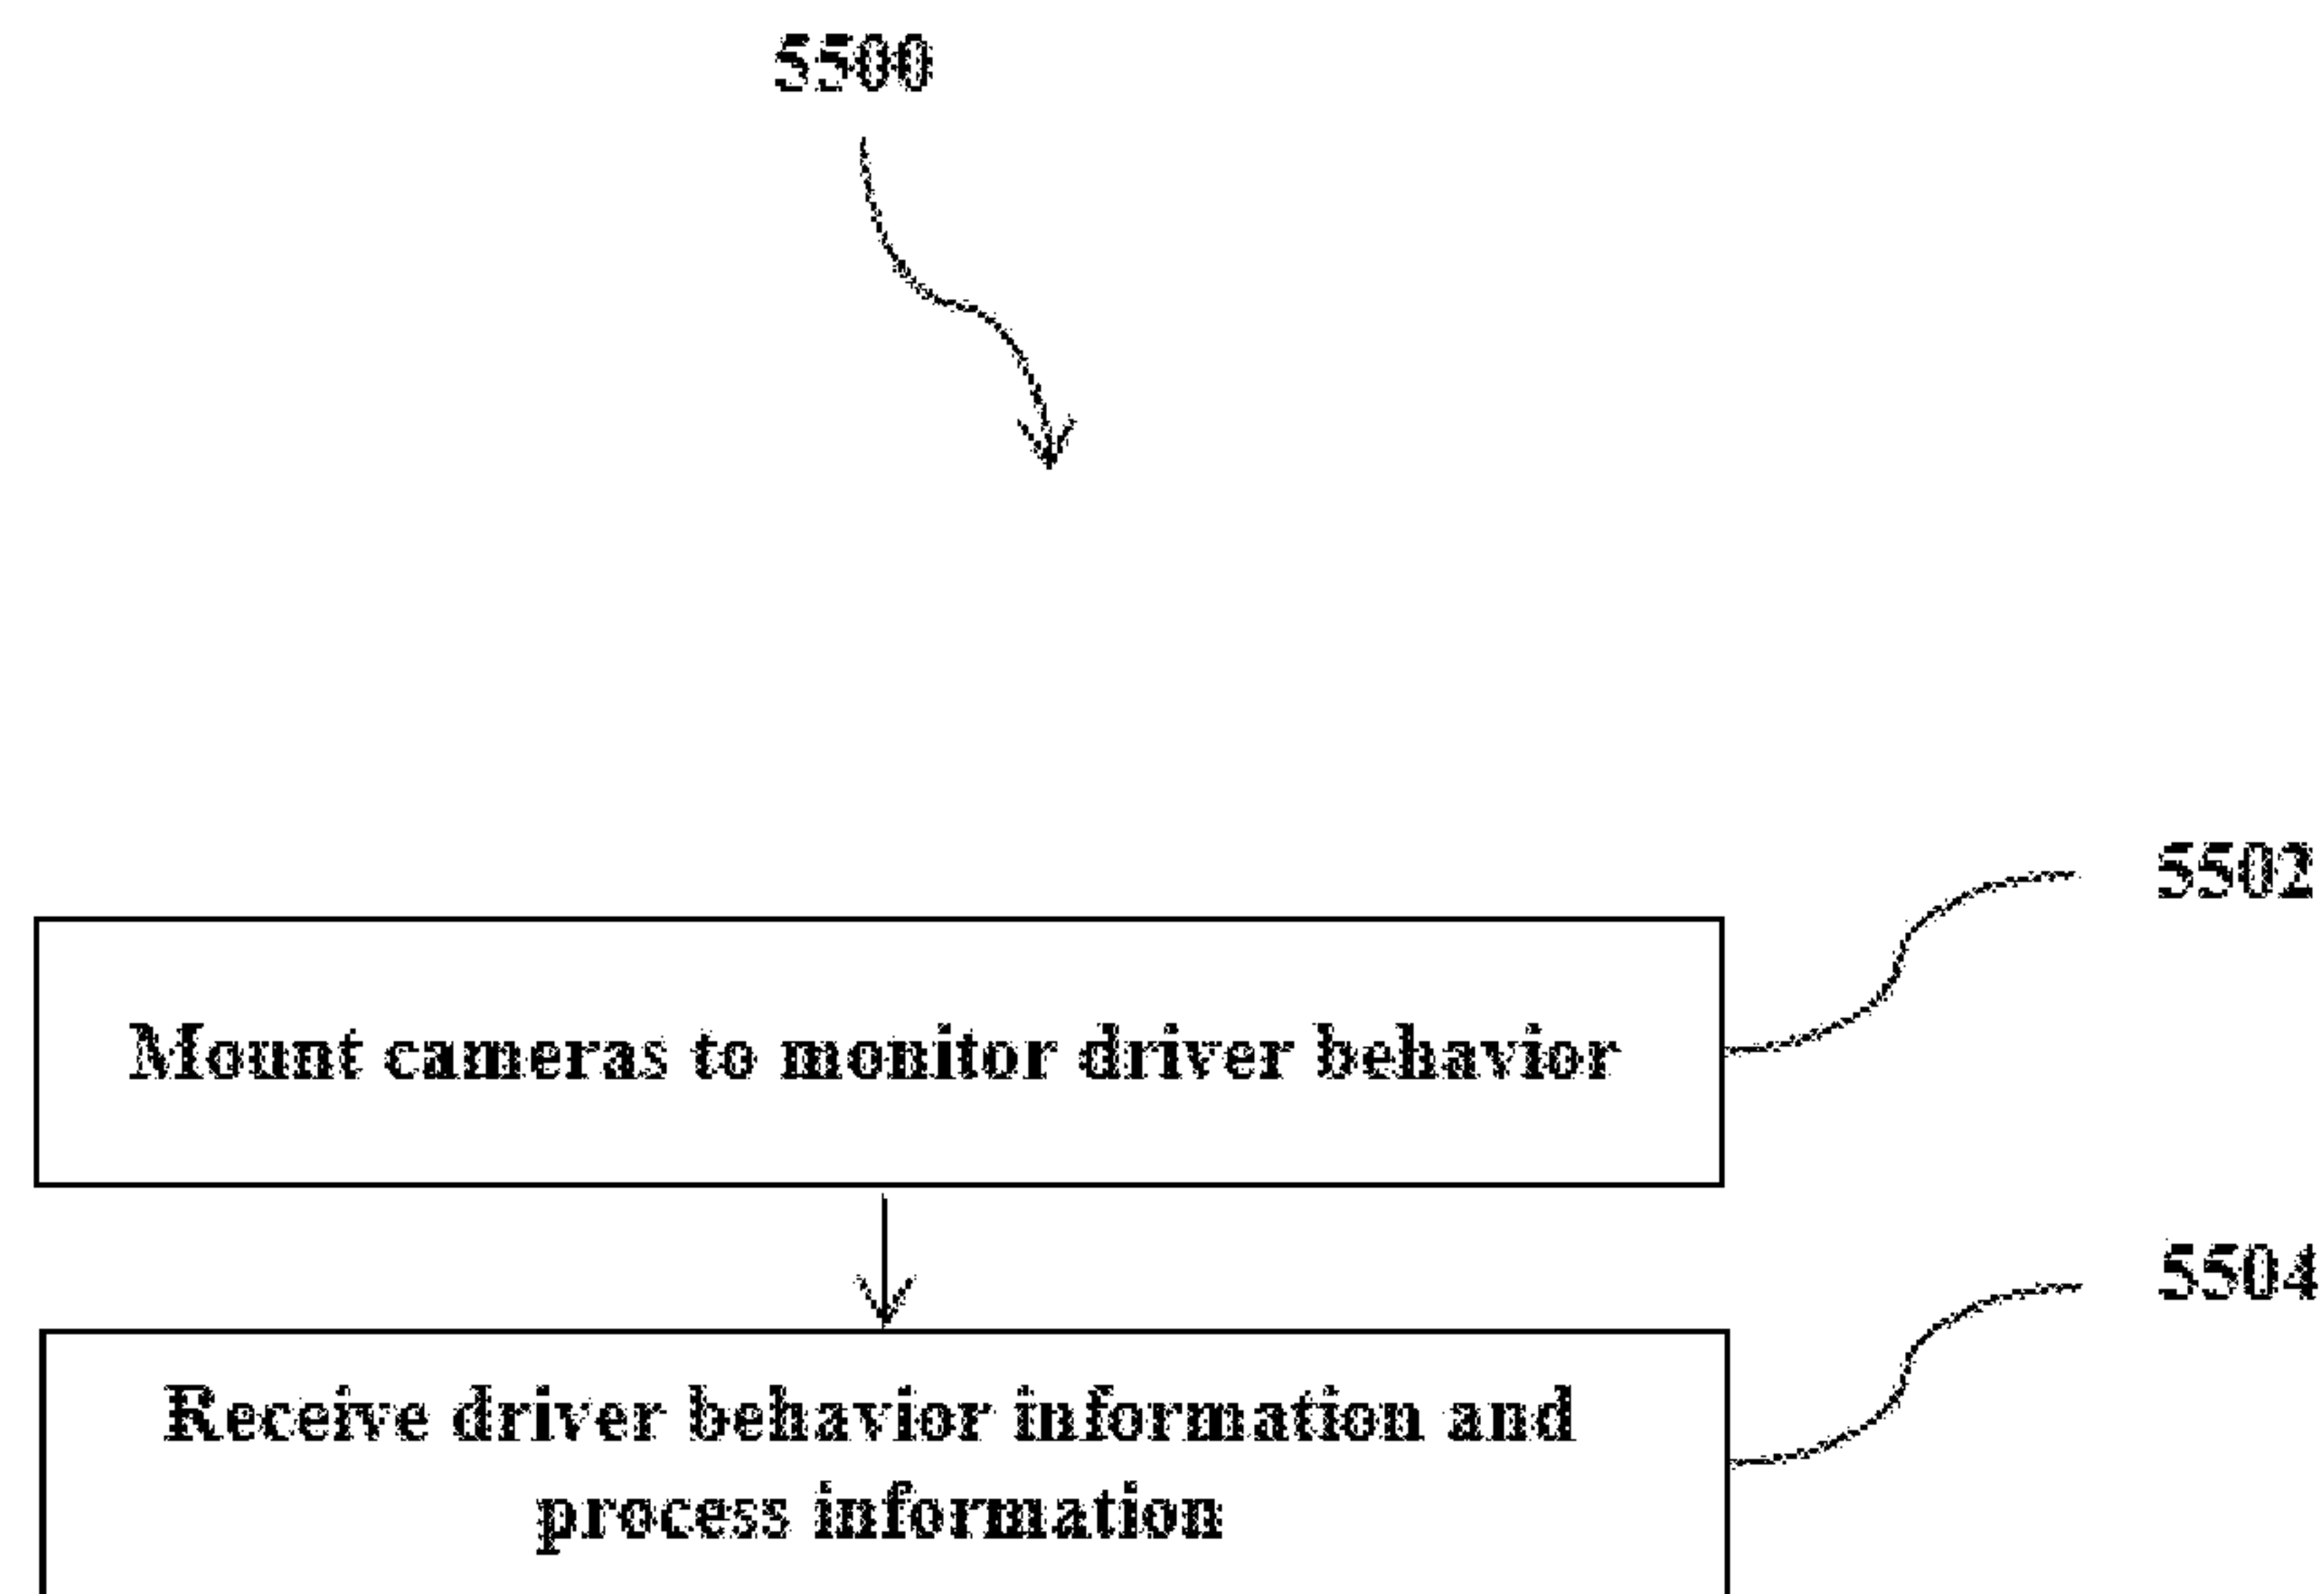 5500
5502
Mount cameras to monitor driver behavior
5504
Receive driver behavior information and
process information